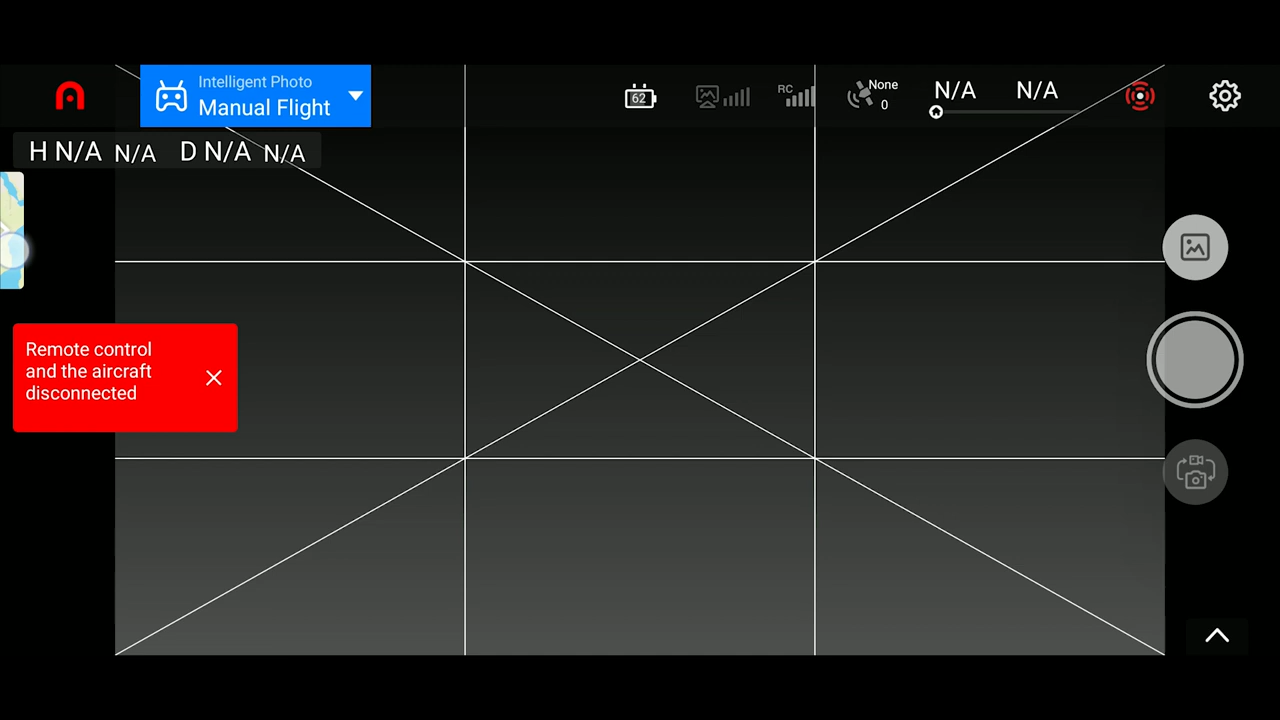 Intelligent Photo
Manual Flight
62
RC
None
0
N/A
N/A
H N/A N/A D N/A N/A
Remote control
and the aircraft
disconnected